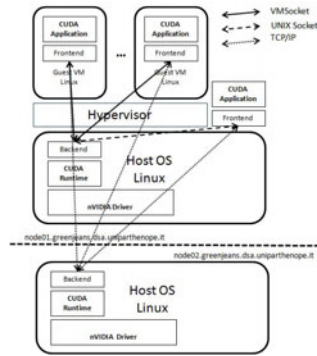 CUDA
Application
Frontend
Guest VM
Linux
...
CUDA
Application
Frontend
Guest VM
Linux
VMSocket
UNIX Socket
TCP/IP
CUDA
Application
Frontend
Hypervisor
Backend
CUDA
Runtime
Host OS
Linux
nVIDIA Driver
node01.greenjeans.dsa.uniparthenope.it
node02.greenjeans.dsa.uniparthenope.it
Backend
CUDA
Runtime
Host OS
Linux
nVIDIA Driver